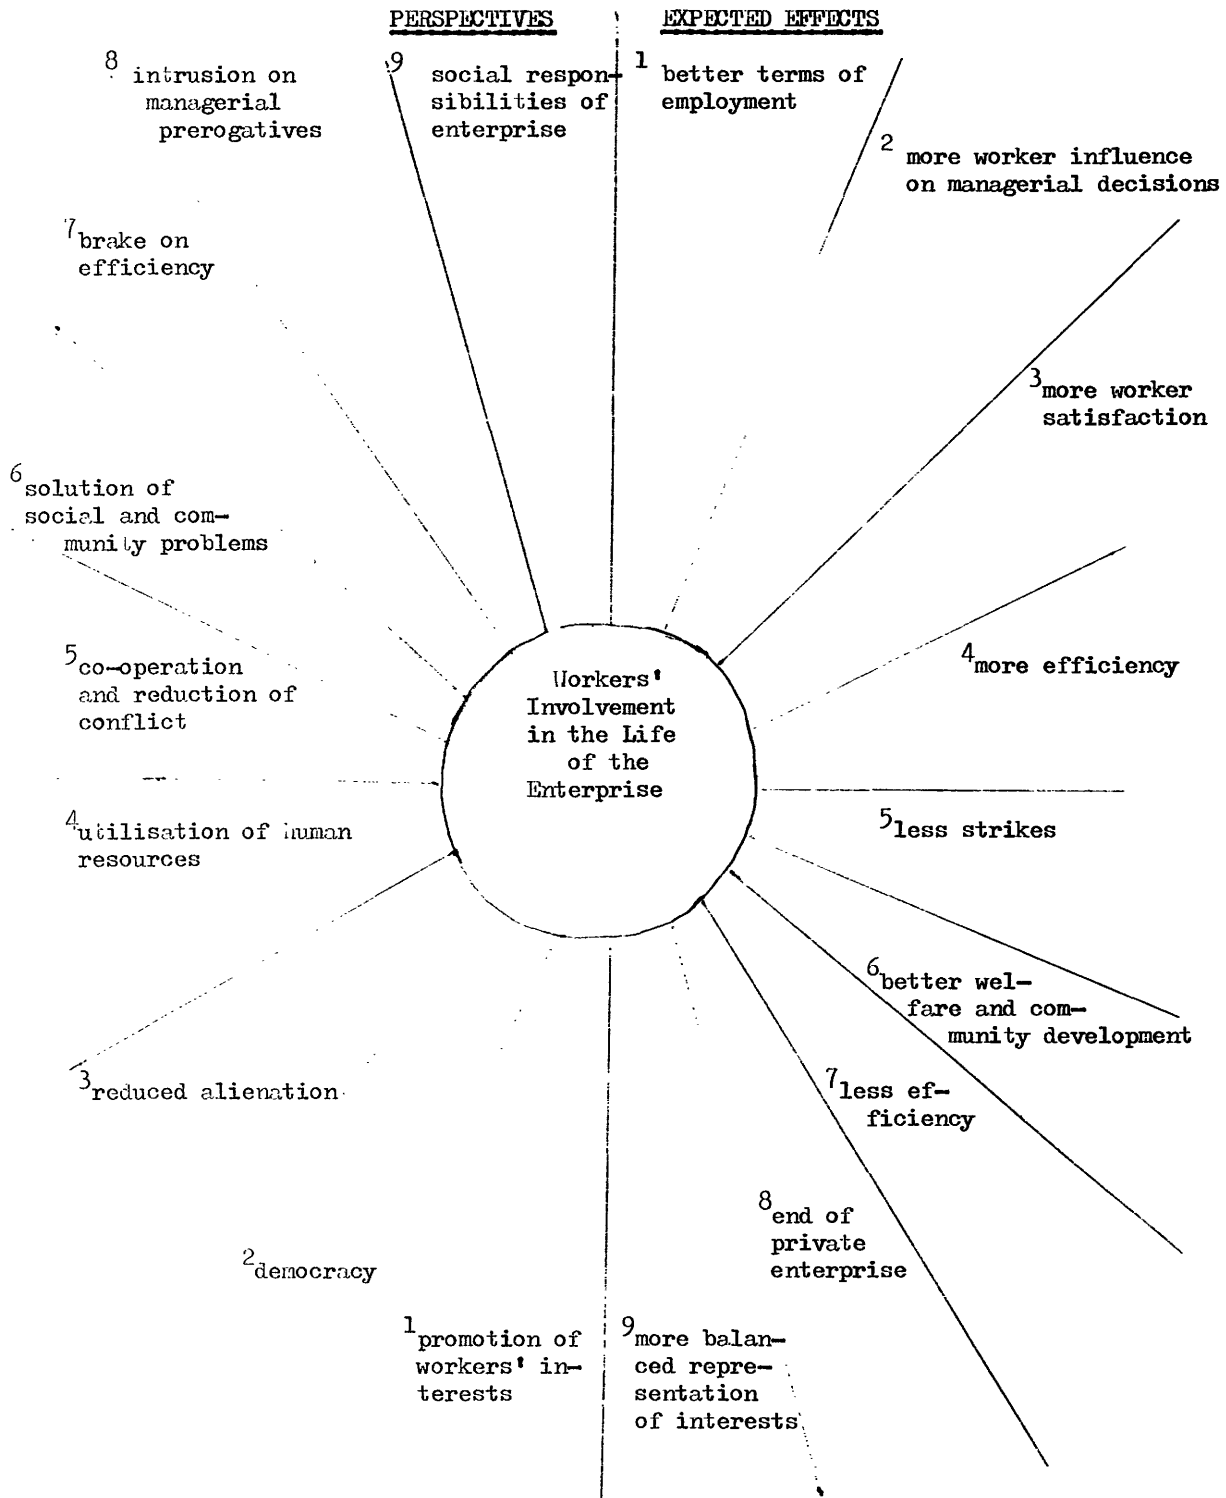 PERSPECTIVES
EXPECTED EFFECTS
8 intrusion on
managerial
prerogatives
9 social respon-
sibilities of
enterprise
1 better terms of
employment
2 more worker influence
on managerial decisions
7 brake on
efficiency
3 more worker
satisfaction
6 solution of
social and com-
munity problems
5 co-operation
and reduction of
conflict
Workers'
Involvement
in the Life
of the
Enterprise
4 more efficiency
4 utilisation of human
resources
5 less strikes
6 better wel-
fare and com-
munity development
3 reduced alienation
7 less ef-
ficiency
8 end of
private
enterprise
2 democracy
1 promotion of
workers' in-
terests
9 more balan-
ced repre-
sentation
of interests